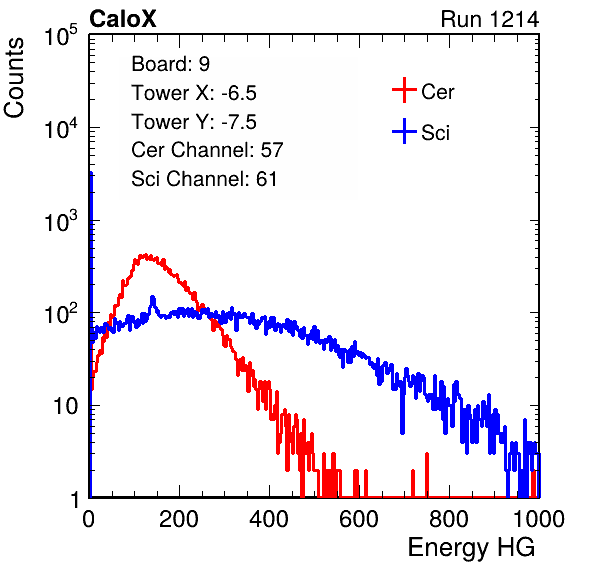 CaloX Run 1214
Counts
Board: 9
Tower X: -6.5
Tower Y: -7.5
Cer Channel: 57
Sci Channel: 61
Cer
Sci
10^5
10^4
10^3
10^2
10
1
0 200 400 600 800 1000
Energy HG